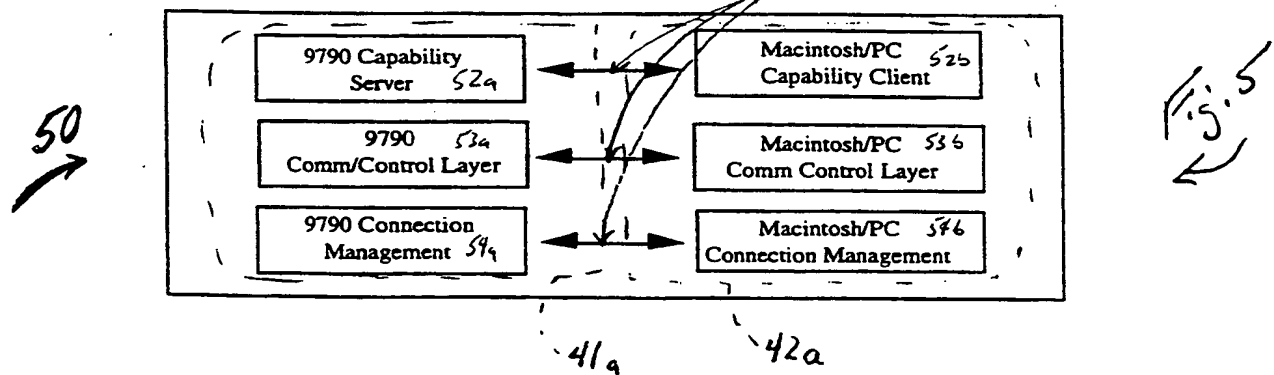 9790 Capability
Server 52a
Macintosh/PC 52b
Capability Client
50
Fig. 5
9790 53a
Comm/Control Layer
Macintosh/PC 53b
Comm Control Layer
9790 Connection
Management 54a
Macintosh/PC 54b
Connection Management
41a
42a